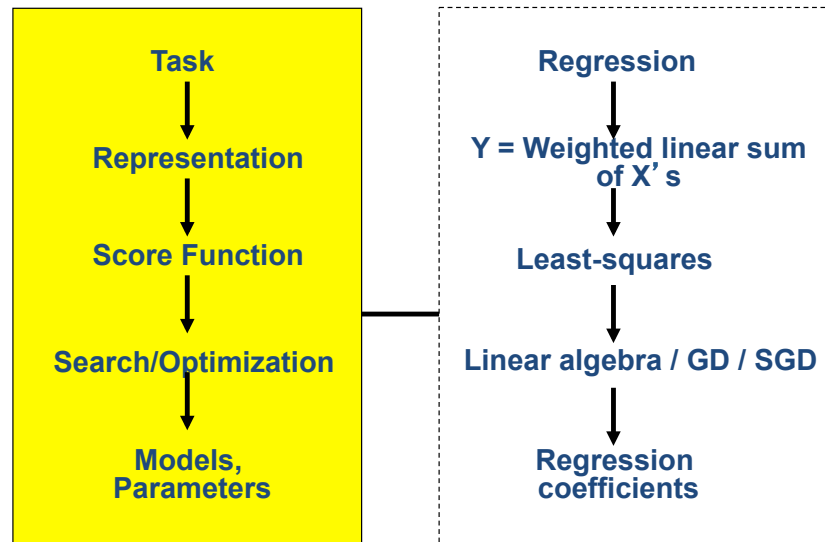 Task
Representation
Score Function
Search/Optimization
Models,
Parameters
Regression
Y = Weighted linear sum
of X’s
Least-squares
Linear algebra / GD / SGD
Regression
coefficients